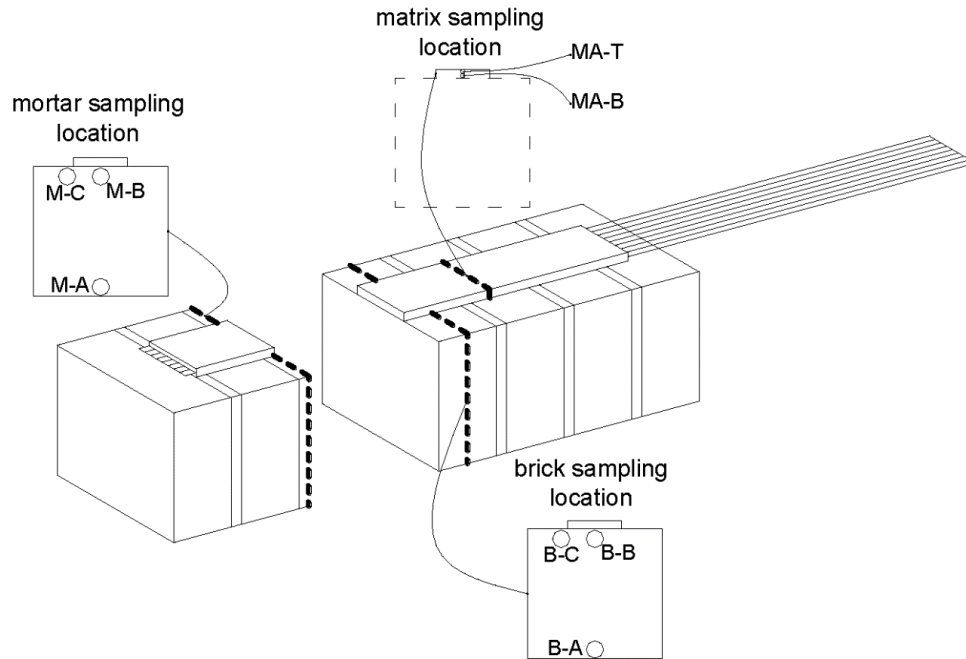 matrix sampling
location
MA-T
MA-B
mortar sampling
location
M-C
M-B
M-A
brick sampling
location
B-C
B-B
B-A